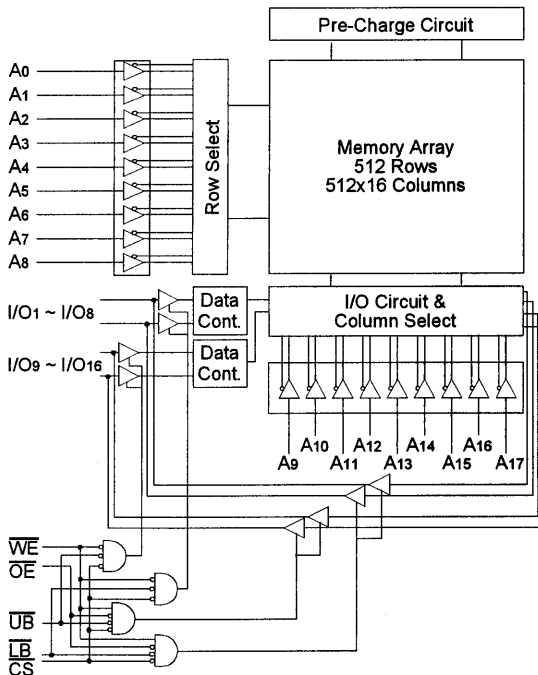 Pre-Charge Circuit
A0
A1
A2
A3
A4
A5
A6
A7
A8
Row Select
Memory Array
512 Rows
512x16 Columns
I/O1 ~ I/O8
I/O9 ~ I/O16
Data
Cont.
Data
Cont.
I/O Circuit &
Column Select
A9
A10
A11
A12
A13
A14
A15
A16
A17
WE
OE
UB
LB
CS